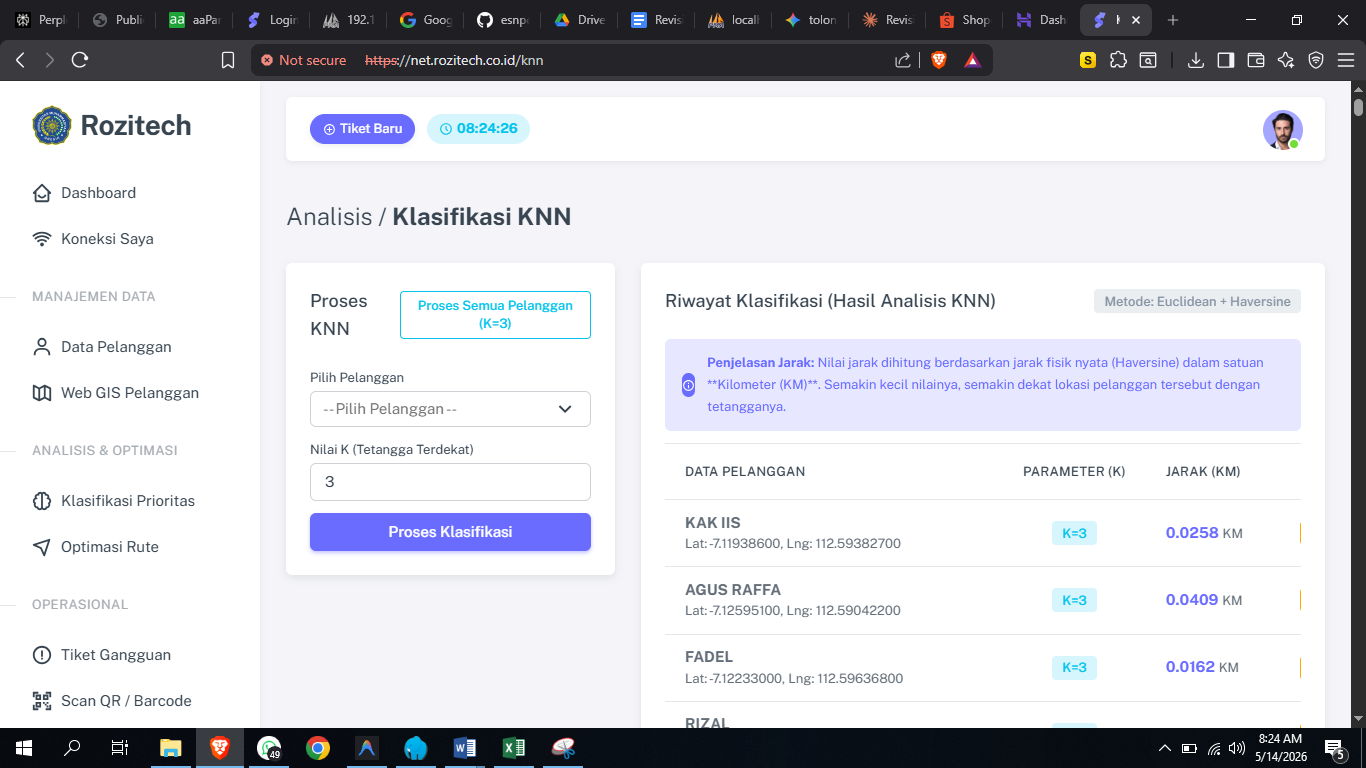 Perple
Public
aa aaPar
Login
192.1
Goog
esnpc
Drive
Revis
localh
tolon
Revis
Shop
Dash
Not secure https://net.rozitech.co.id/knn
S
Rozitech
Tiket Baru
08:24:26
Dashboard
Koneksi Saya
MANAJEMEN DATA
Data Pelanggan
Web GIS Pelanggan
ANALISIS & OPTIMASI
Klasifikasi Prioritas
Optimasi Rute
OPERASIONAL
Tiket Gangguan
Scan QR / Barcode
Analisis / Klasifikasi KNN
Proses
KNN
Proses Semua Pelanggan
(K=3)
Pilih Pelanggan
-- Pilih Pelanggan --
Nilai K (Tetangga Terdekat)
3
Proses Klasifikasi
Riwayat Klasifikasi (Hasil Analisis KNN)
Metode: Euclidean + Haversine
Penjelasan Jarak: Nilai jarak dihitung berdasarkan jarak fisik nyata (Haversine) dalam satuan
**Kilometer (KM)**. Semakin kecil nilainya, semakin dekat lokasi pelanggan tersebut dengan
tetangganya.
DATA PELANGGAN PARAMETER (K) JARAK (KM)
KAK IIS
Lat: -7.11938600, Lng: 112.59382700
K=3
0.0258 KM
AGUS RAFFA
Lat: -7.12595100, Lng: 112.59042200
K=3
0.0409 KM
FADEL
Lat: -7.12233000, Lng: 112.59636800
K=3
0.0162 KM
RIZAL
49
8:24 AM
5/14/2026
5